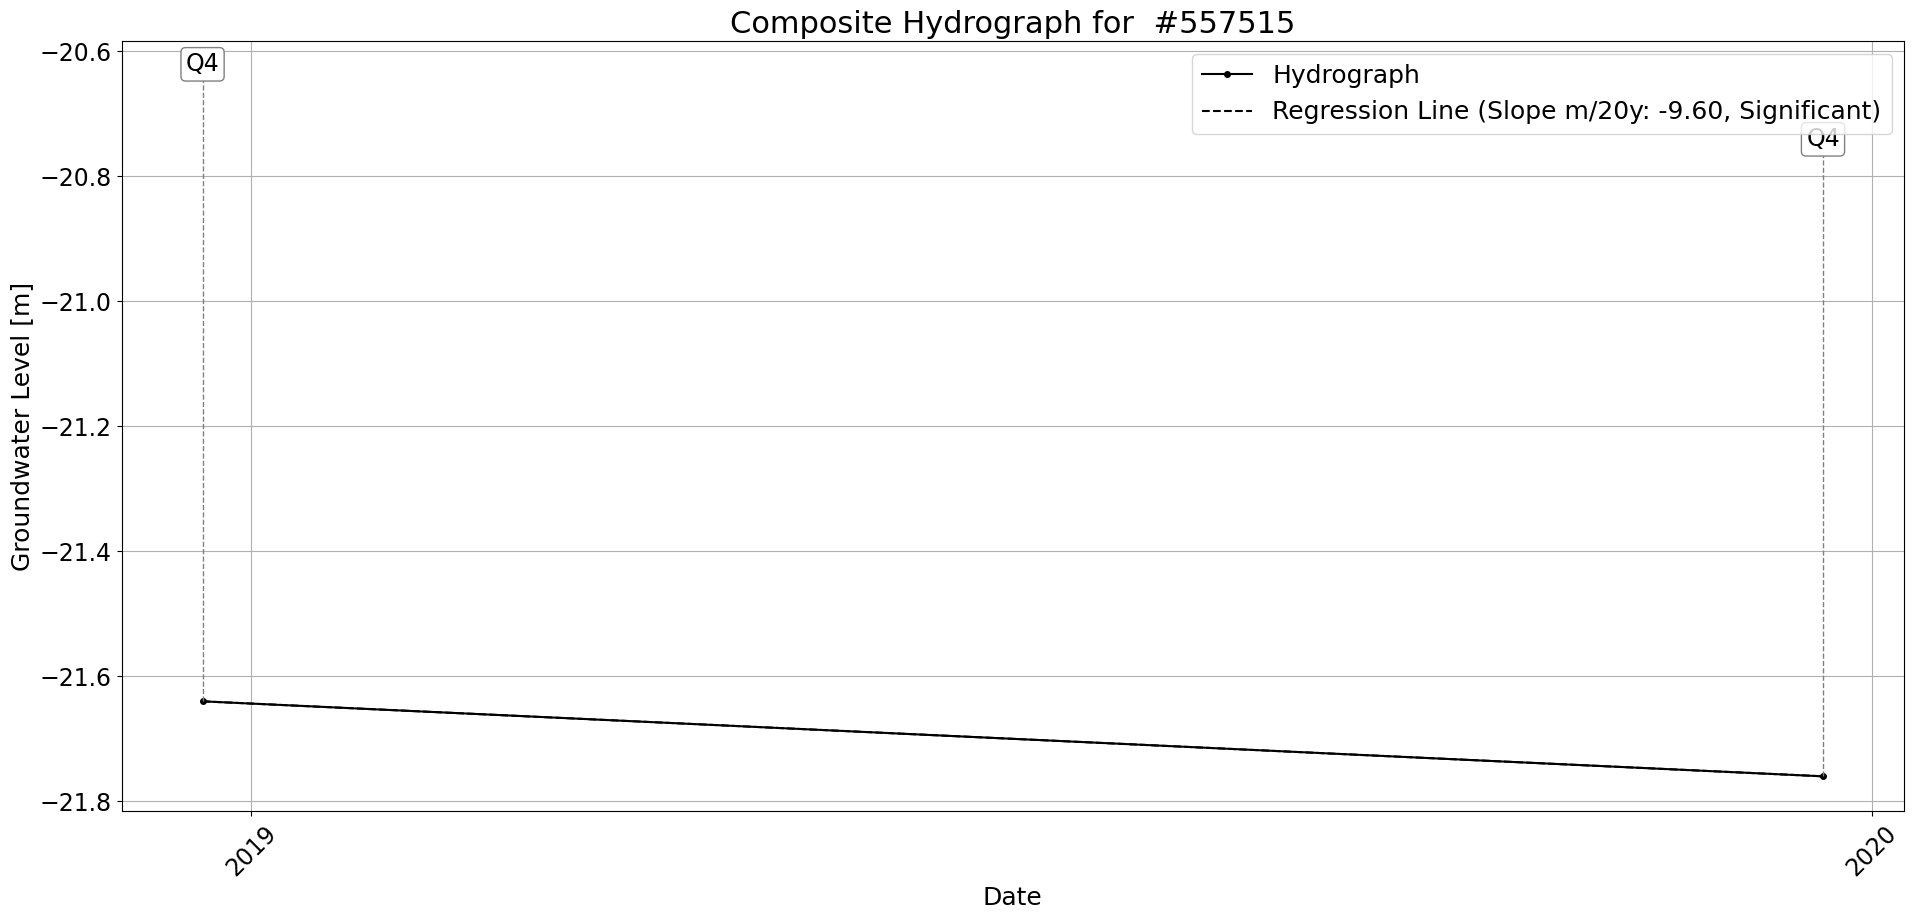 Composite Hydrograph for  #557515
−20.6
−20.8
−21.0
−21.2
−21.4
−21.6
−21.8
Groundwater Level [m]
Q4
Hydrograph
Regression Line (Slope m/20y: -9.60, Significant)
Q4
2019
2020
Date